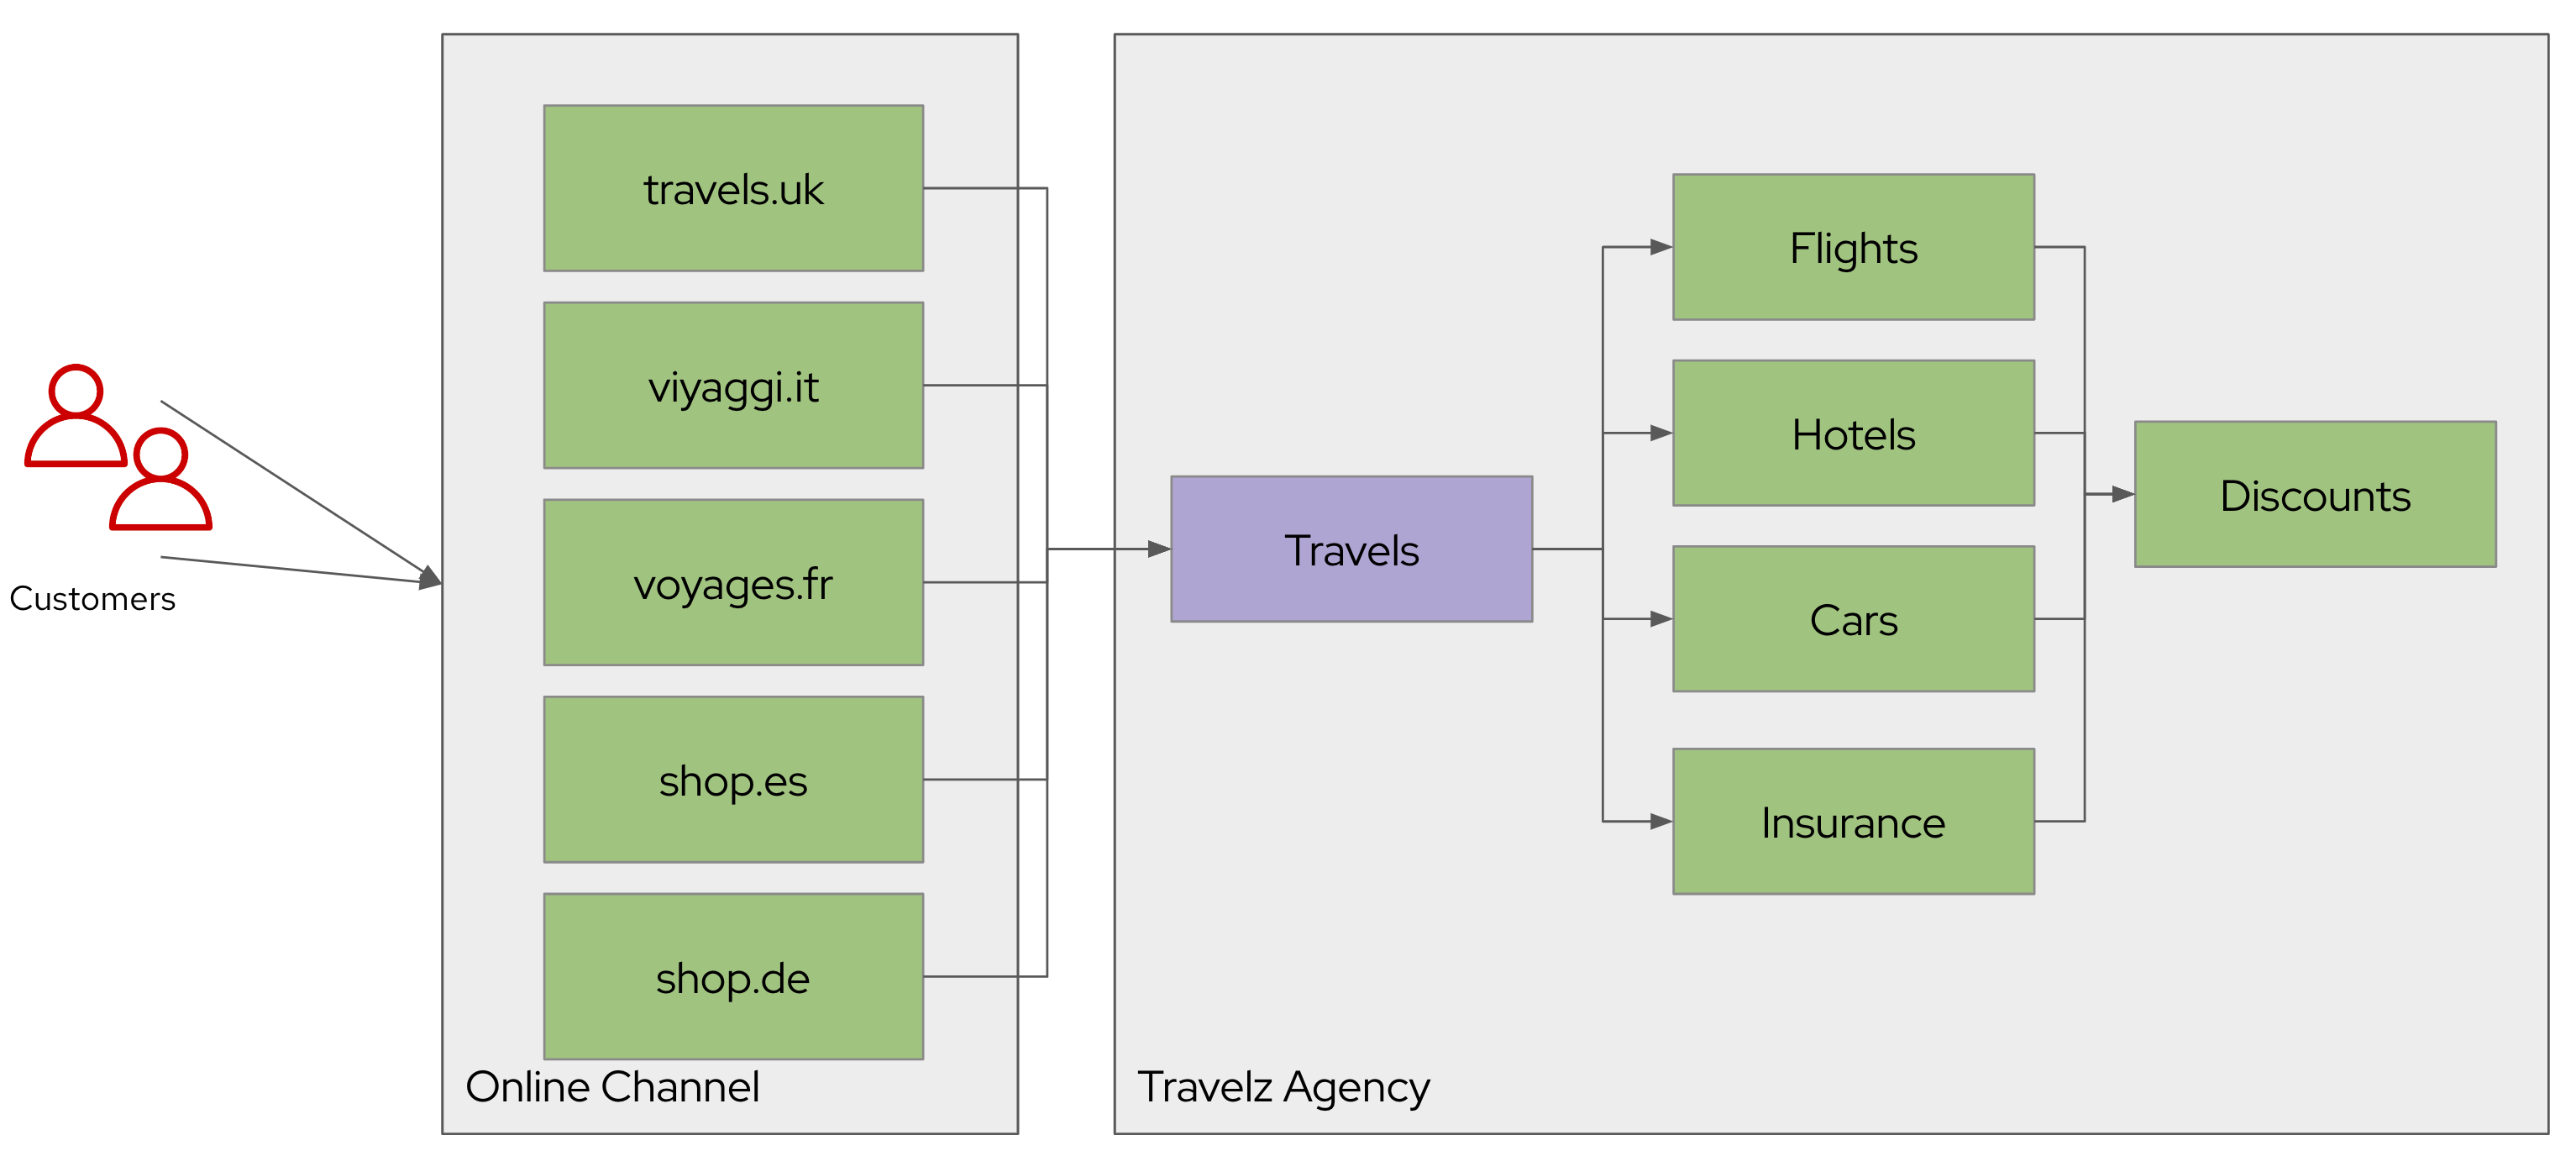 Customers
travels.uk
viyaggi.it
voyages.fr
shop.es
shop.de
Online Channel
Travels
Flights
Hotels
Cars
Insurance
Discounts
Travelz Agency